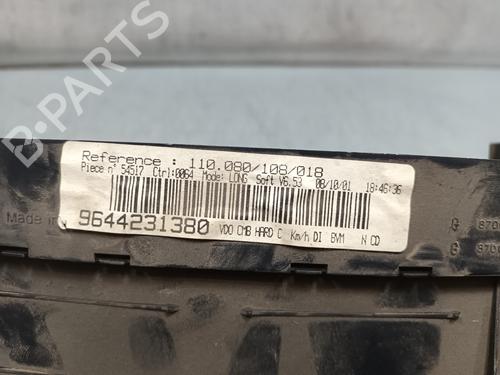 B-PARTS
Reference : 110.080/108/018
Piece n° 54517 Ctrl:0064 Mode: LONG Soft V6.53 08/10/01 18:46:36
Made in
9644231380 VDO CMB HARD C Km/h DI BVM N CD